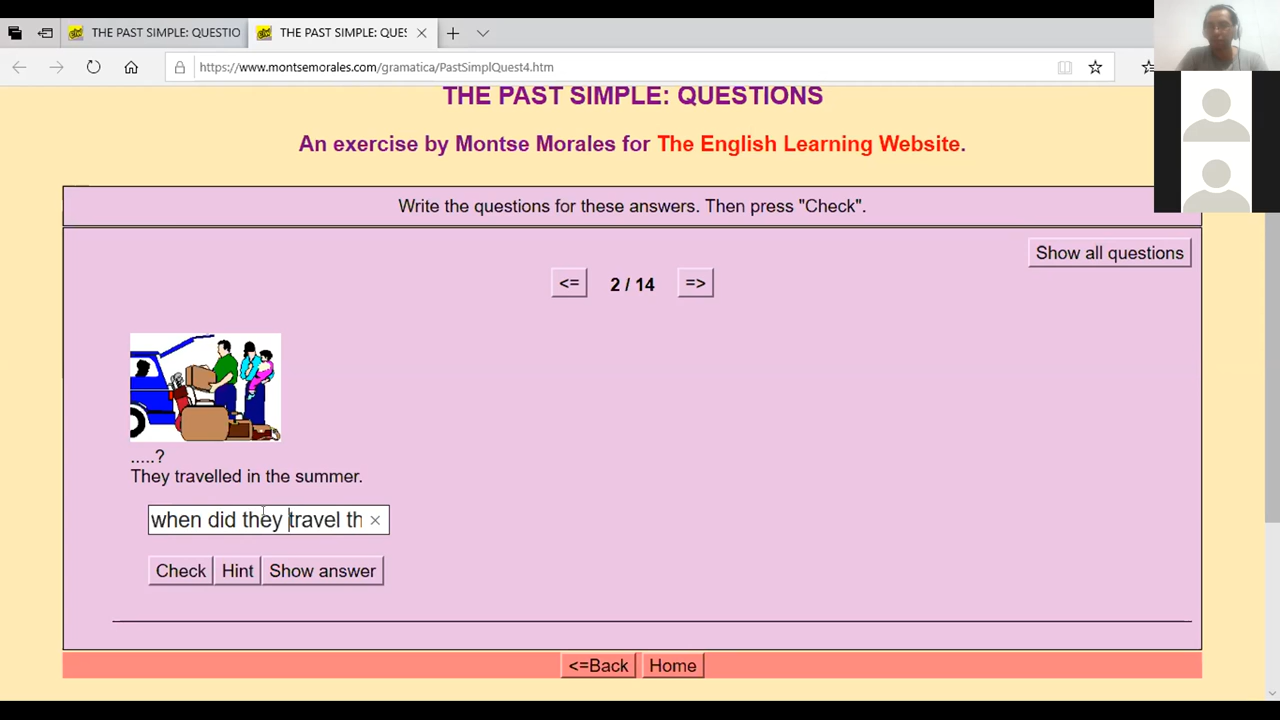 THE PAST SIMPLE: QUESTIO
THE PAST SIMPLE: QUES
https://www.montsemorales.com/gramatica/PastSimplQuest4.htm
THE PAST SIMPLE: QUESTIONS
An exercise by Montse Morales for The English Learning Website.
Write the questions for these answers. Then press "Check".
Show all questions
<= 2 / 14 =>
.....?
They travelled in the summer.
when did they travel th
Check Hint Show answer
<=Back Home